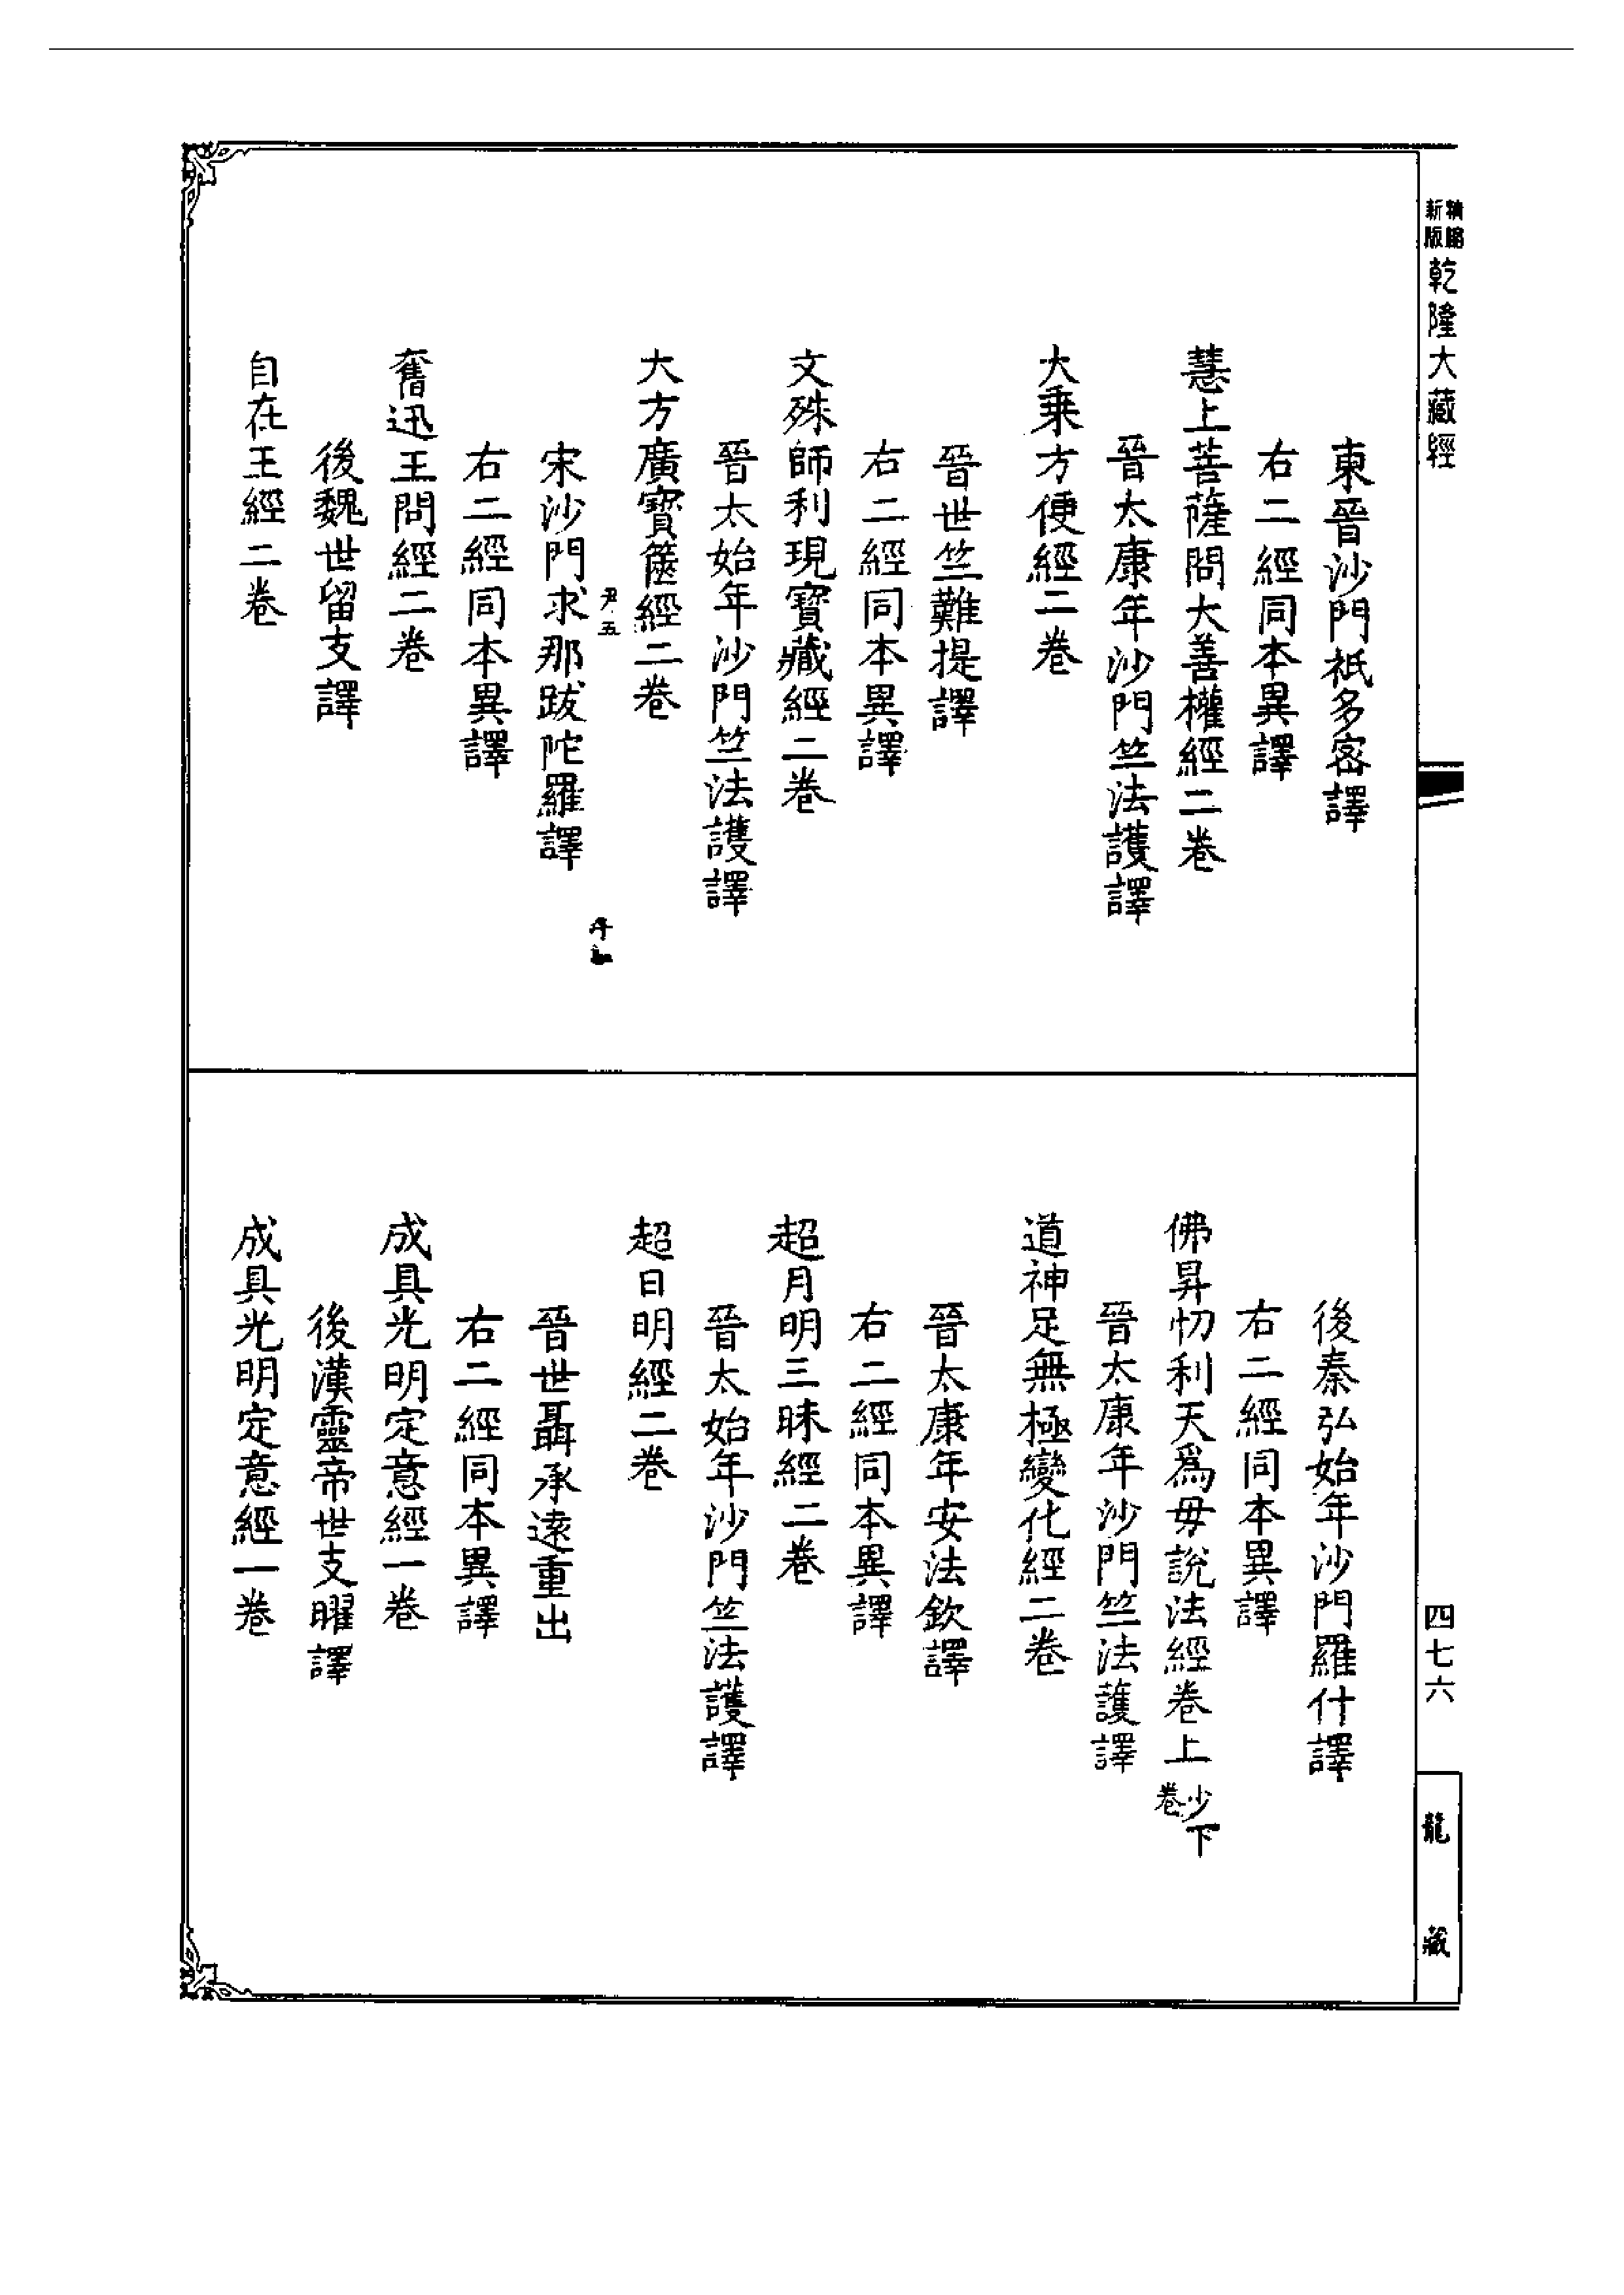 新版精縮乾隆大藏經
東晉沙門祇多密譯
右二經同本異譯
慧上菩薩問大善權經二卷
晉太康年沙門竺法護譯
大乗方便經二卷
晉世竺難提譯
右二經同本異譯
文殊師利現寶藏經二卷
晉太始年沙門竺法護譯
大方廣寶篋經二卷
尹五
宋沙門求那跋陀羅譯
右二經同本異譯
奮迅王問經二卷
後魏世留支譯
自在王經二卷
後秦弘始年沙門羅什譯
右二經同本異譯
佛昇忉利天爲毋說法經卷上少下卷
晉太康年沙門竺法護譯
道神足無極變化經二卷
晉太康年安法欽譯
右二經同本異譯
超月明三昧經二卷
晉太始年沙門竺法護譯
超日明經二卷
晉世聶承遠重出
右二經同本異譯
成具光明定意經一卷
後漢靈帝世支曜譯
成具光明定意經一卷
四七六
龍藏